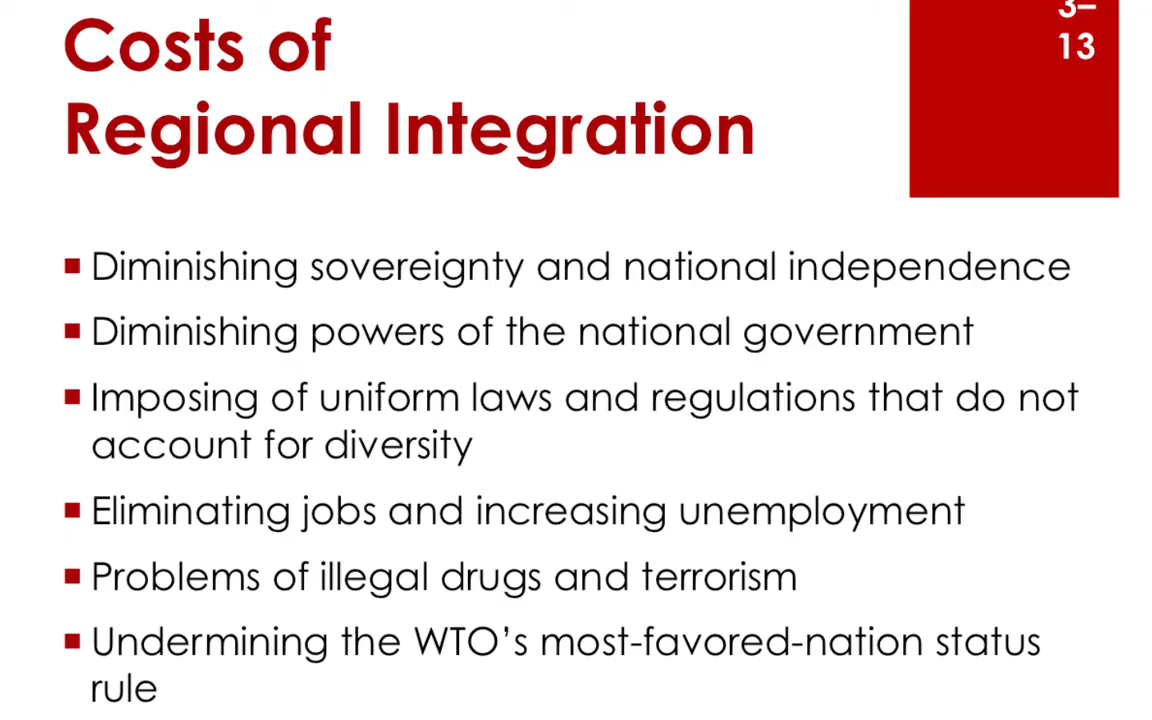 Costs of
Regional Integration
3–
13
Diminishing sovereignty and national independence
Diminishing powers of the national government
Imposing of uniform laws and regulations that do not
account for diversity
Eliminating jobs and increasing unemployment
Problems of illegal drugs and terrorism
Undermining the WTO’s most-favored-nation status
rule